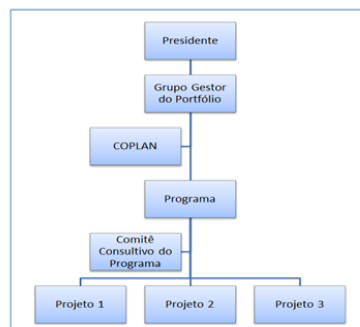 Presidente
Grupo Gestor
do Portfólio
COPLAN
Programa
Comitê
Consultivo do
Programa
Projeto 1
Projeto 2
Projeto 3